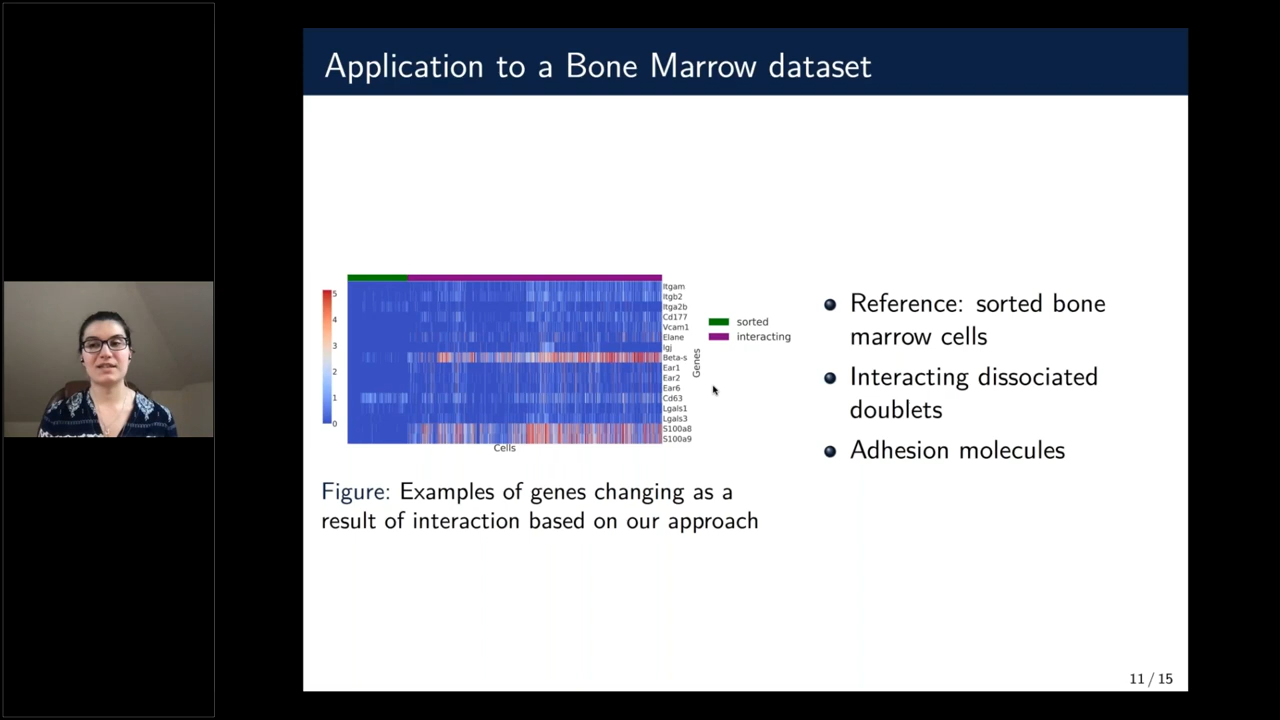 Application to a Bone Marrow dataset
5
4
3
2
1
0
Itgam
Itgb2
Itga2b
Cd177
Vcam1
Elane
Igj
Beta-s
Ear1
Ear2
Ear6
Cd63
Lgals1
Lgals3
S100a8
S100a9
Genes
Cells
sorted
interacting
Figure: Examples of genes changing as a
result of interaction based on our approach
Reference: sorted bone
marrow cells
Interacting dissociated
doublets
Adhesion molecules
11 / 15